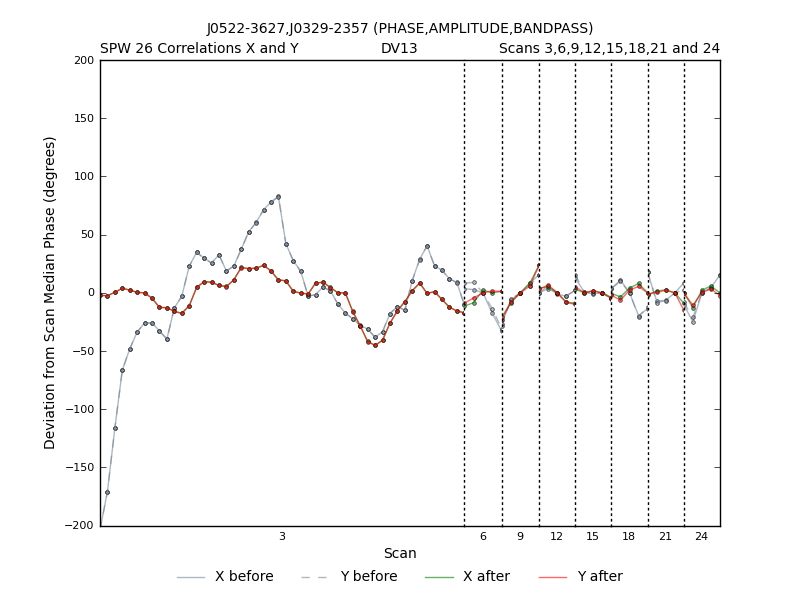 J0522-3627,J0329-2357 (PHASE,AMPLITUDE,BANDPASS)
SPW 26 Correlations X and Y DV13 Scans 3,6,9,12,15,18,21 and 24
200
150
100
50
0
−50
−100
−150
−200
Deviation from Scan Median Phase (degrees)
3 6 9 12 15 18 21 24
Scan
X before Y before X after Y after